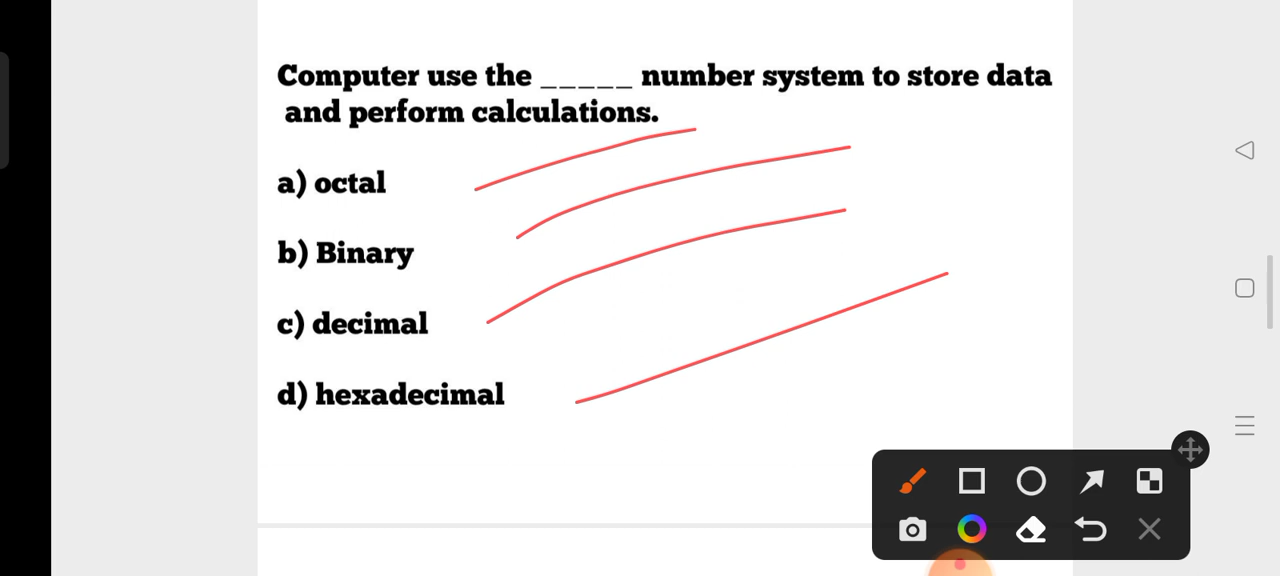 Computer use the _____ number system to store data
and perform calculations.
a) octal
b) Binary
c) decimal
d) hexadecimal